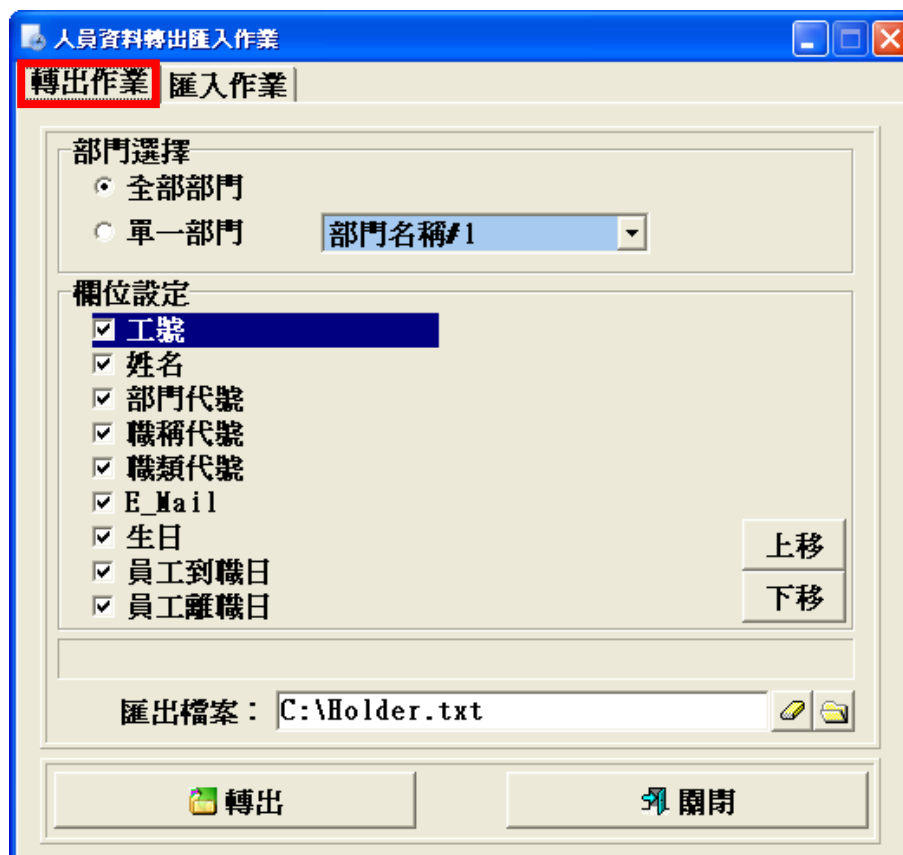 人員資料轉出匯入作業
轉出作業 匯入作業
部門選擇
全部部門
單一部門 部門名稱#1
欄位設定
工號
姓名
部門代號
職稱代號
職類代號
E_Mail
生日
員工到職日
員工離職日
上移
下移
匯出檔案： C:\Holder.txt
轉出 關閉